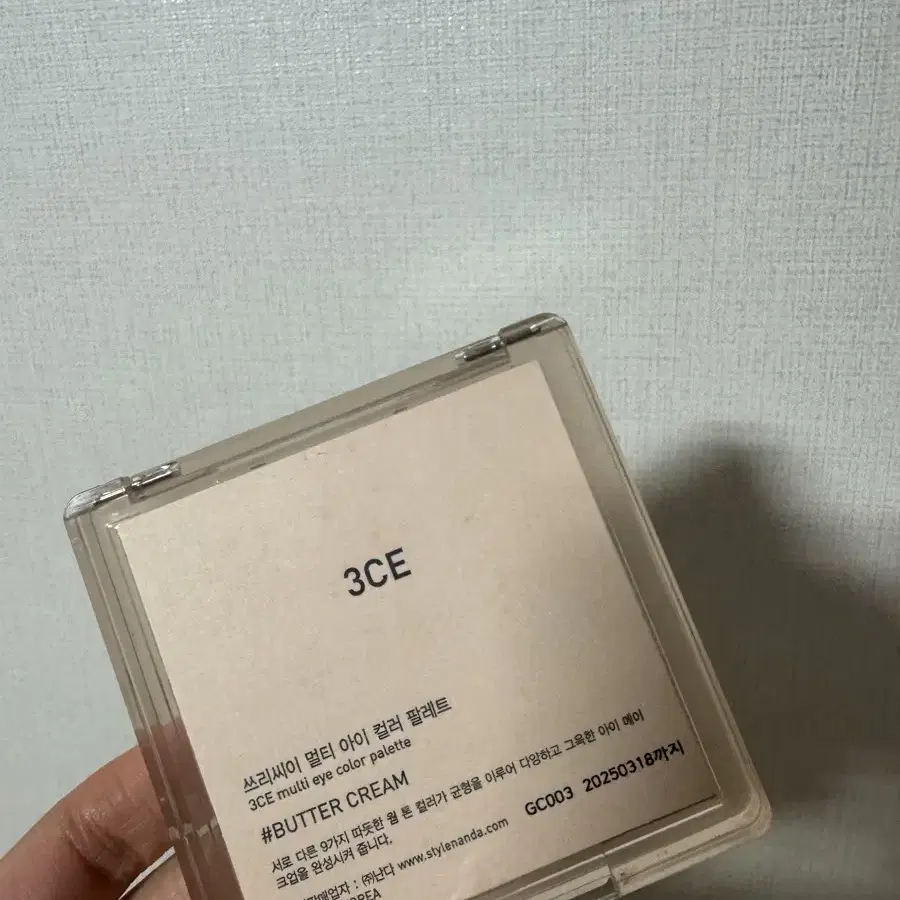 3CE
쓰리씨이 멀티 아이 컬러 팔레트
3CE multi eye color palette
#BUTTER CREAM
서로 다른 9가지 따뜻한 웜 톤 컬러가 균형을 이루어 다양하고 그윽한 아이 메이
크업을 완성시켜 줍니다.
GC003 20250318까지
: ㈜난다 www.stylenanda.com